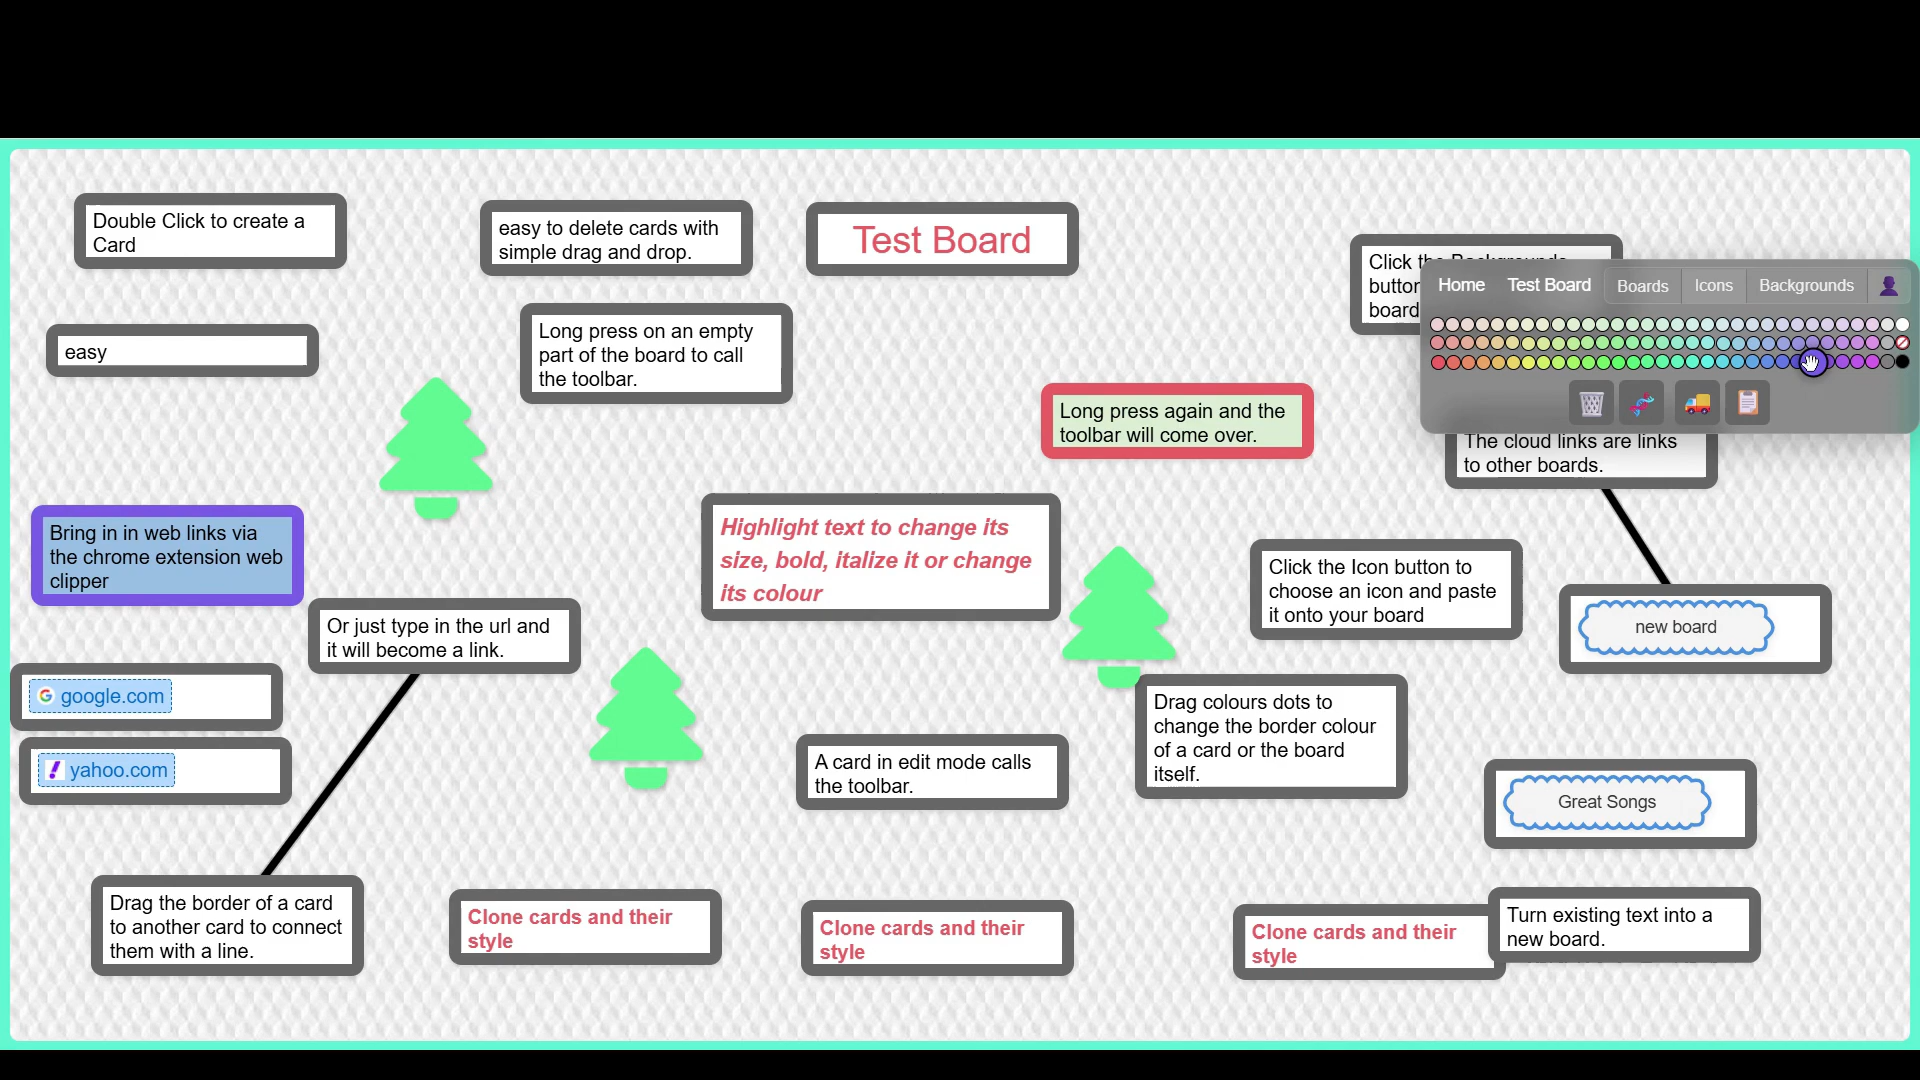 Double Click to create a
Card
easy to delete cards with
simple drag and drop.
Test Board
Click the Backgrounds
button
board
Home
Test Board
Boards
Icons
Backgrounds
easy
Long press on an empty
part of the board to call
the toolbar.
Long press again and the
toolbar will come over.
The cloud links are links
to other boards.
Bring in in web links via
the chrome extension web
clipper
Highlight text to change its
size, bold, italize it or change
its colour
Click the Icon button to
choose an icon and paste
it onto your board
Or just type in the url and
it will become a link.
new board
google.com
yahoo.com
Drag colours dots to
change the border colour
of a card or the board
itself.
A card in edit mode calls
the toolbar.
Great Songs
Drag the border of a card
to another card to connect
them with a line.
Clone cards and their
style
Clone cards and their
style
Clone cards and their
style
Turn existing text into a
new board.